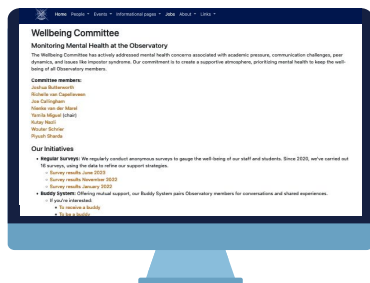 Home People Events Informational pages Jobs About Links
Wellbeing Committee
Monitoring Mental Health at the Observatory
The Wellbeing Committee has actively addressed mental health concerns associated with academic pressure, communication challenges, peer
dynamics, and issues like imposter syndrome. Our commitment is to create a supportive atmosphere, prioritizing mental health to keep the well-
being of all Observatory members.
Committee members:
Joshua Butterworth
Richelle van Capelleveen
Joe Callingham
Nienke van der Marel
Yamila Miguel (chair)
Kutay Nazli
Wouter Schrier
Piyush Sharda
Our Initiatives
• Regular Surveys: We regularly conduct anonymous surveys to gauge the well-being of our staff and students. Since 2020, we've carried out
16 surveys, using the data to refine our support strategies.
Survey results June 2023
Survey results November 2022
Survey results January 2022
• Buddy System: Offering mutual support, our Buddy System pairs Observatory members for conversations and shared experiences.
If you're interested:
To receive a buddy
To be a buddy